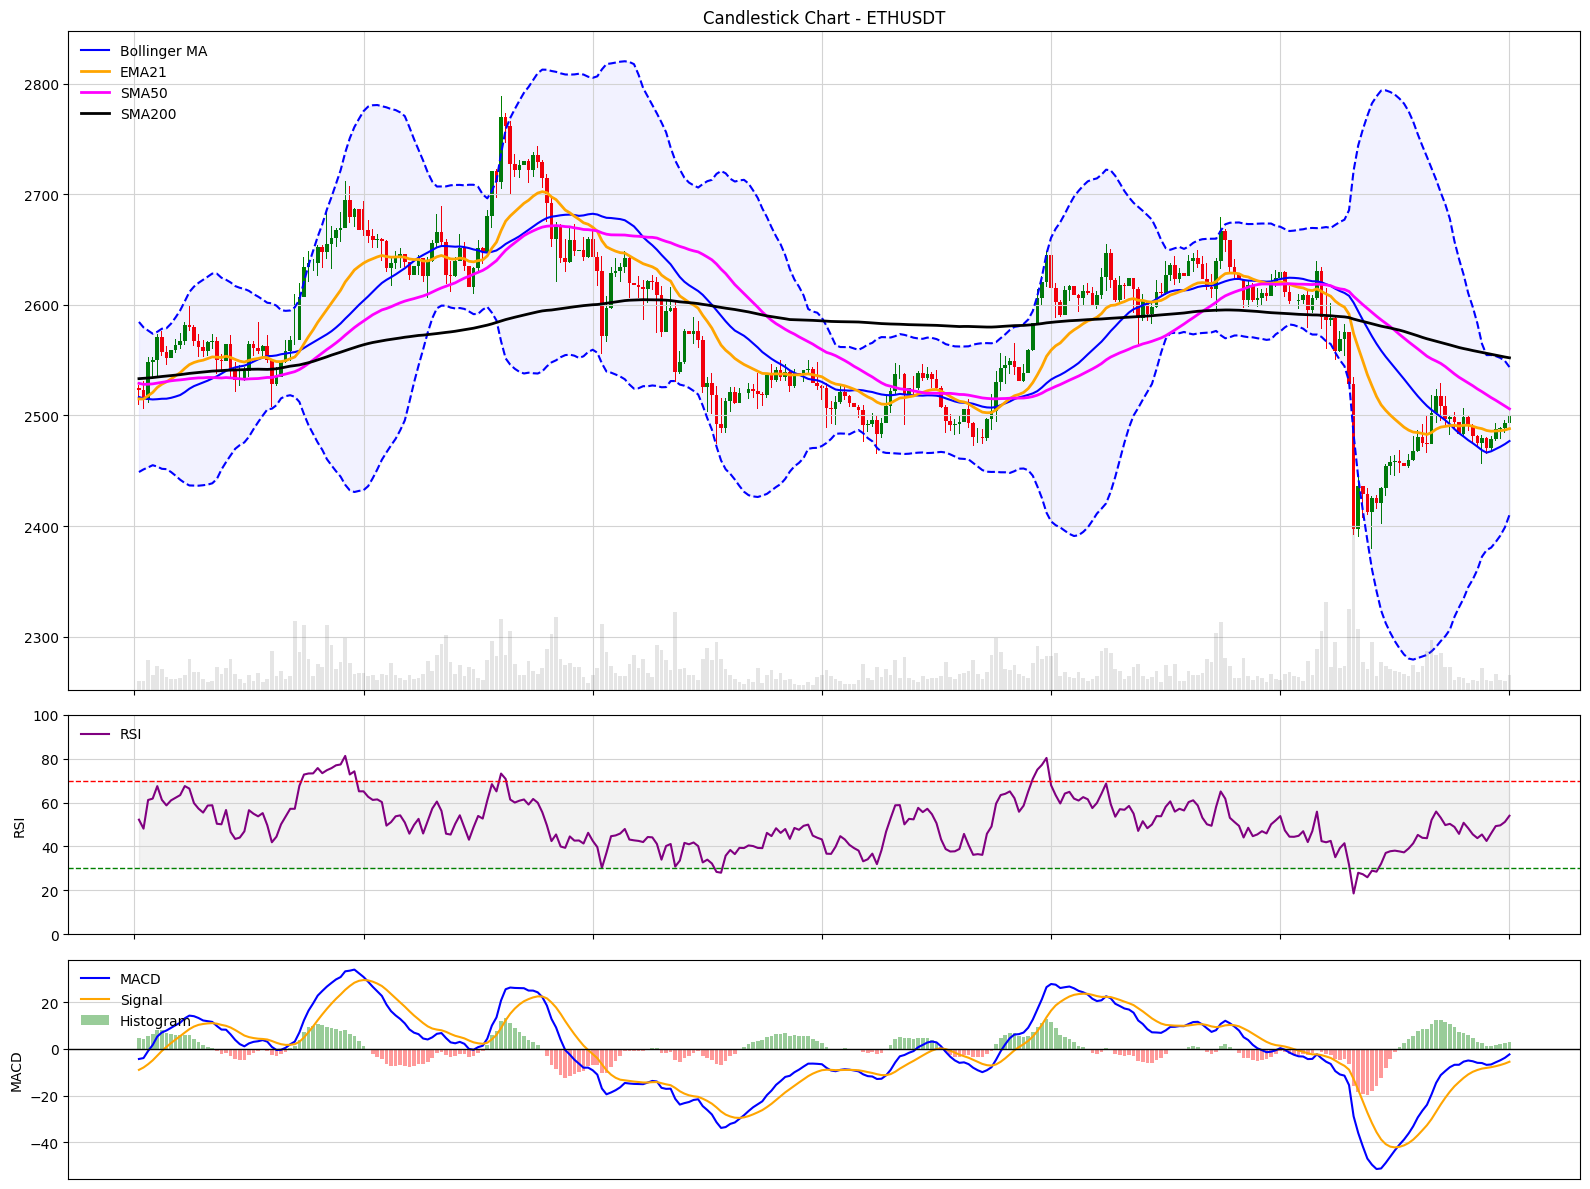 Candlestick Chart - ETHUSDT
Bollinger MA
EMA21
SMA50
SMA200
2800
2700
2600
2500
2400
2300
RSI
100
80
60
40
20
0
RSI
MACD
Signal
Histogram
20
0
−20
−40
MACD